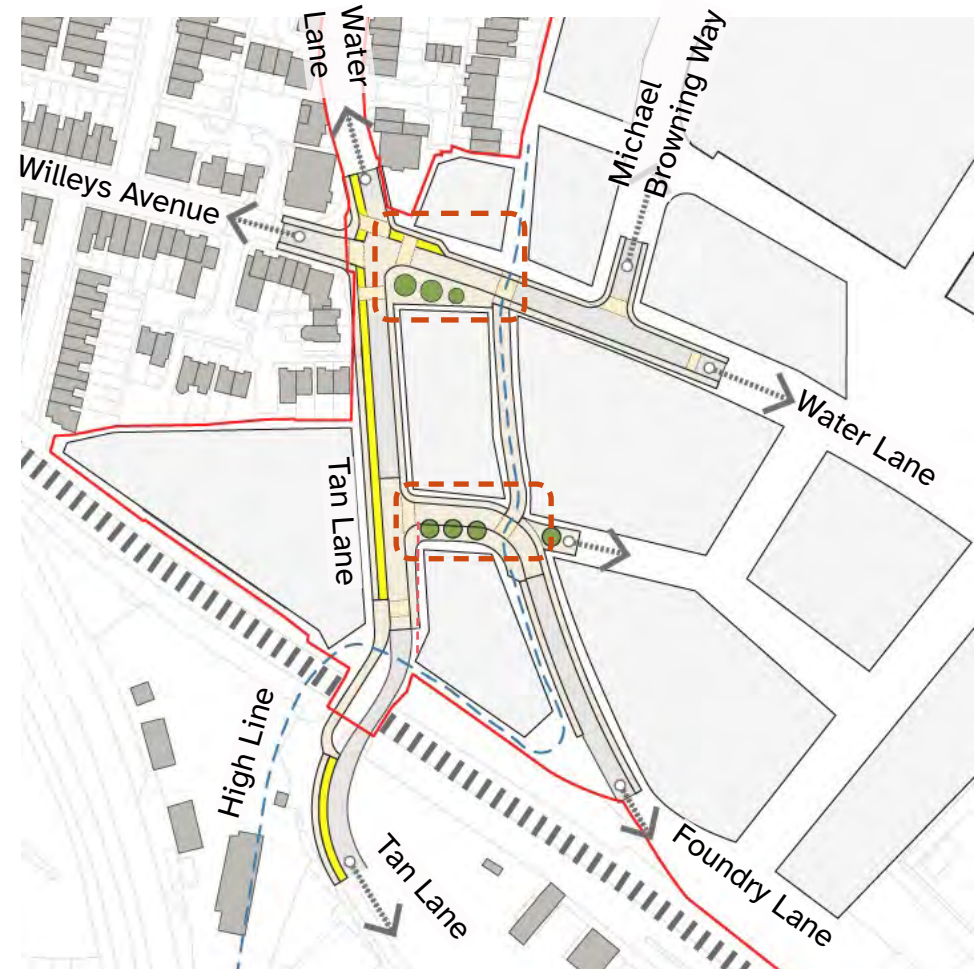 Water
Lane
Michael
Browning Way
Willeys Avenue
Water Lane
Tan Lane
High Line
Tan Lane
Foundry Lane